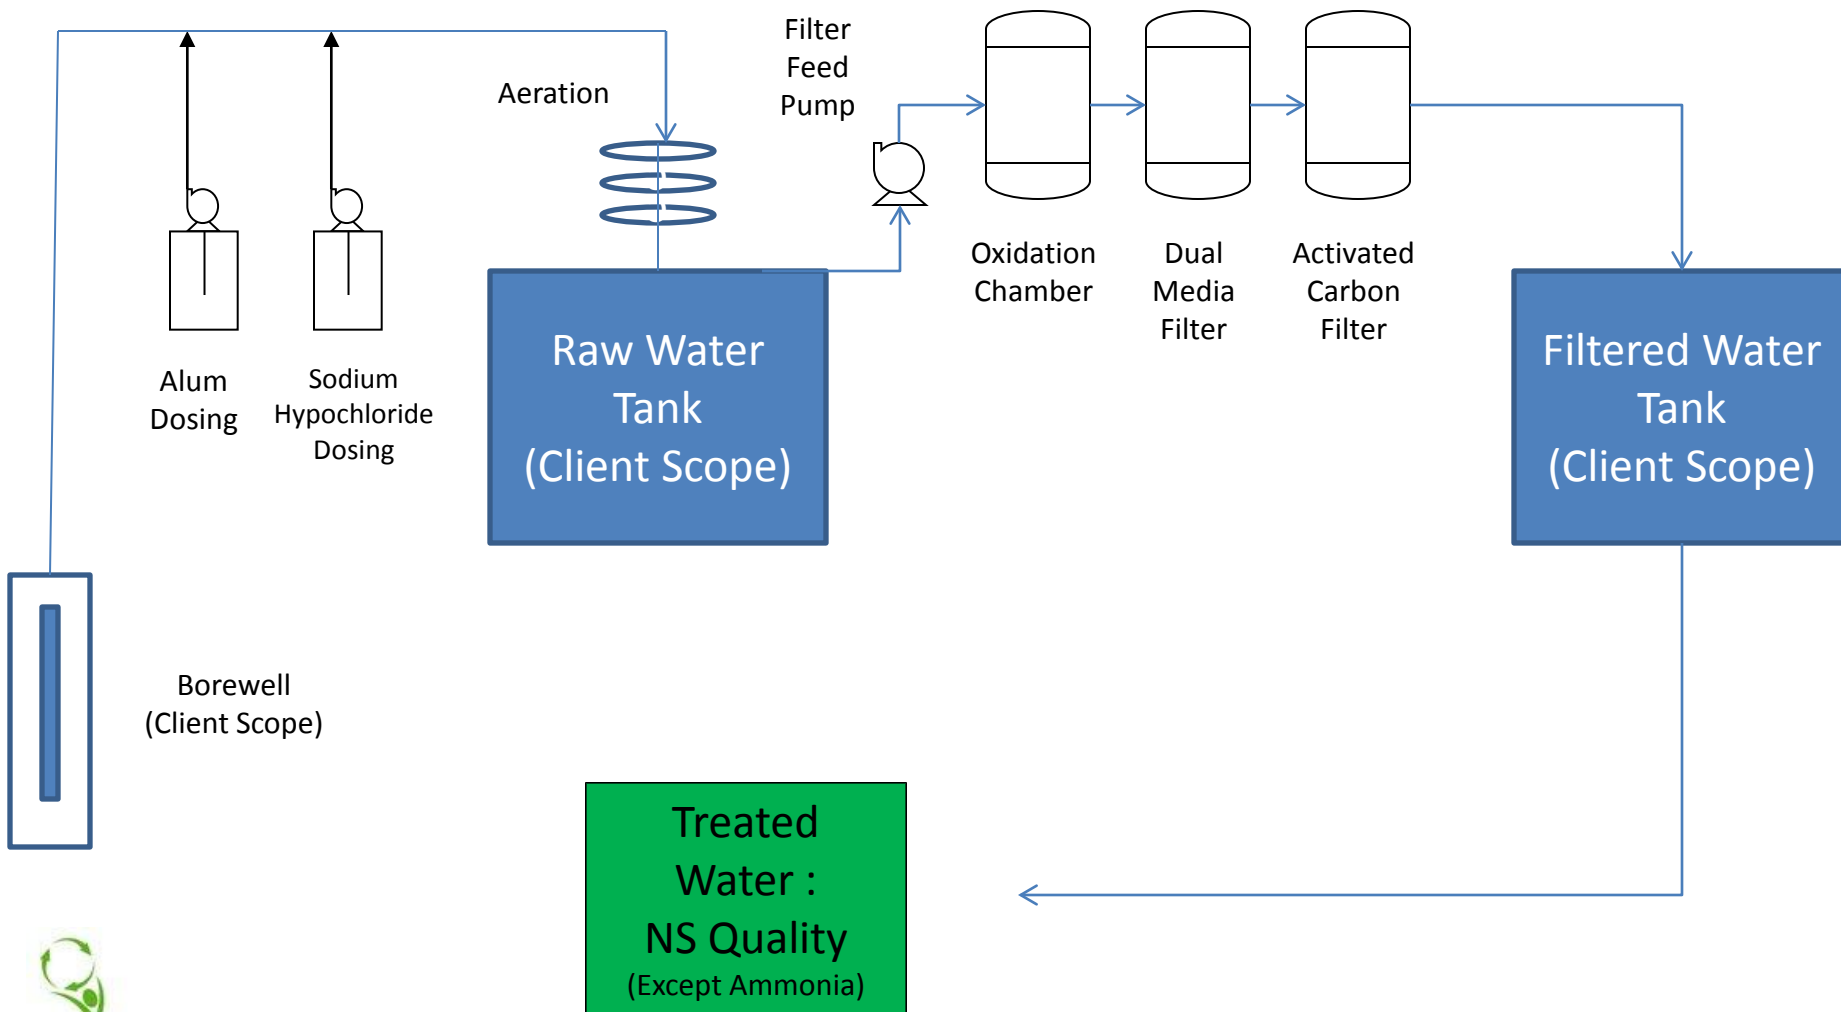 Filter
Feed
Pump
Aeration
Oxidation
Chamber
Dual
Media
Filter
Activated
Carbon
Filter
Alum
Dosing
Sodium
Hypochloride
Dosing
Raw Water
Tank
(Client Scope)
Filtered Water
Tank
(Client Scope)
Borewell
(Client Scope)
Treated
Water :
NS Quality
(Except Ammonia)